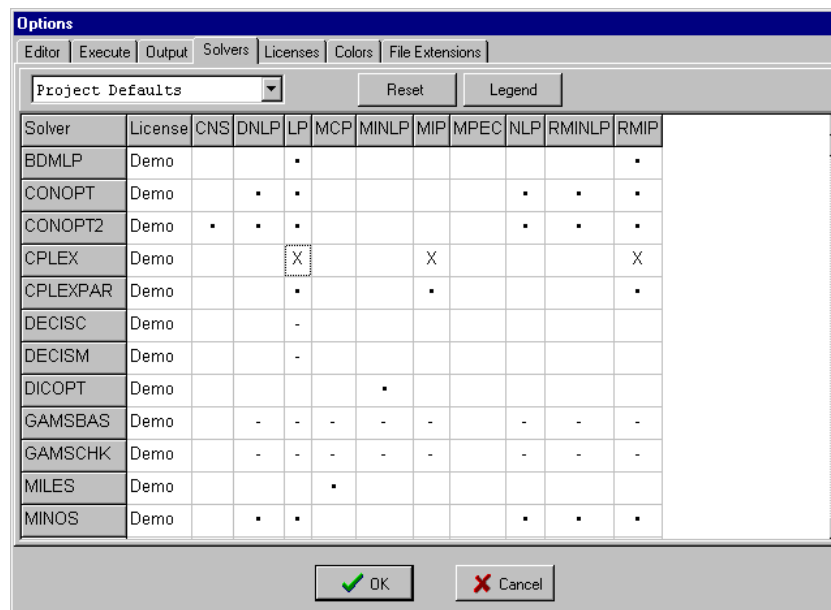 Options
Editor Execute Output Solvers Licenses Colors File Extensions
Project Defaults Reset Legend
Solver License CNS DNLP LP MCP MINLP MIP MPEC NLP RMINLP RMIP
BDMLP Demo ▪ ▪
CONOPT Demo ▪ ▪ ▪ ▪ ▪
CONOPT2 Demo ▪ ▪ ▪ ▪ ▪ ▪
CPLEX Demo X X X
CPLEXPAR Demo ▪ ▪ ▪
DECISC Demo -
DECISM Demo -
DICOPT Demo ▪
GAMSBAS Demo - - - - - - - -
GAMSCHK Demo - - - - - - - -
MILES Demo ▪
MINOS Demo ▪ ▪ ▪ ▪ ▪
OK Cancel